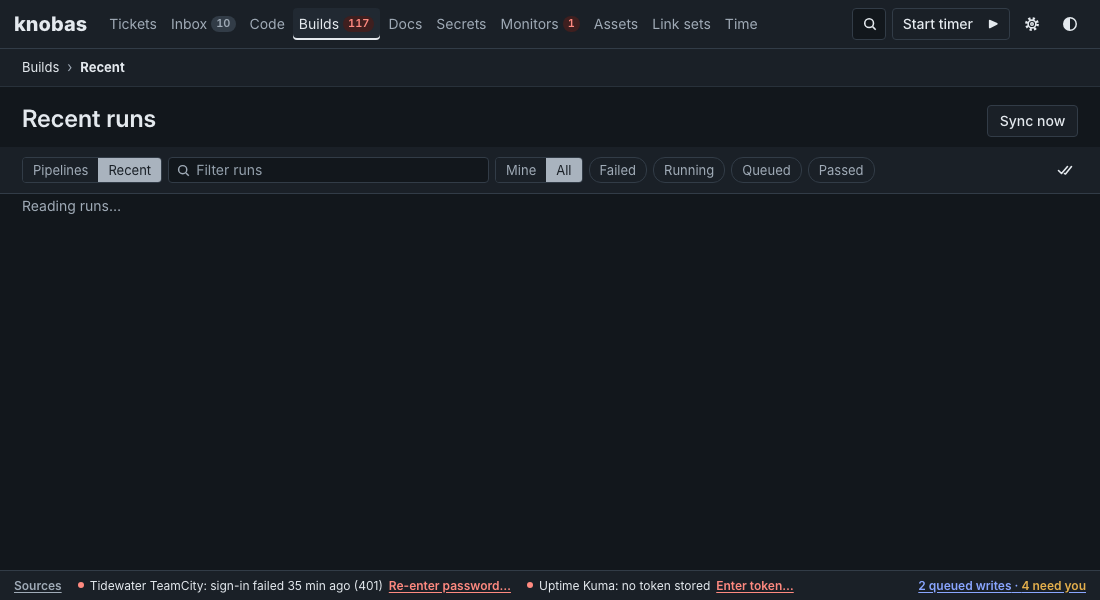 knobas Tickets Inbox 10 Code Builds 117 Docs Secrets Monitors 1 Assets Link sets Time Start timer
Builds › Recent
Recent runs
Sync now
Pipelines Recent Filter runs Mine All Failed Running Queued Passed
Reading runs...
Sources Tidewater TeamCity: sign-in failed 35 min ago (401) Re-enter password... Uptime Kuma: no token stored Enter token... 2 queued writes · 4 need you